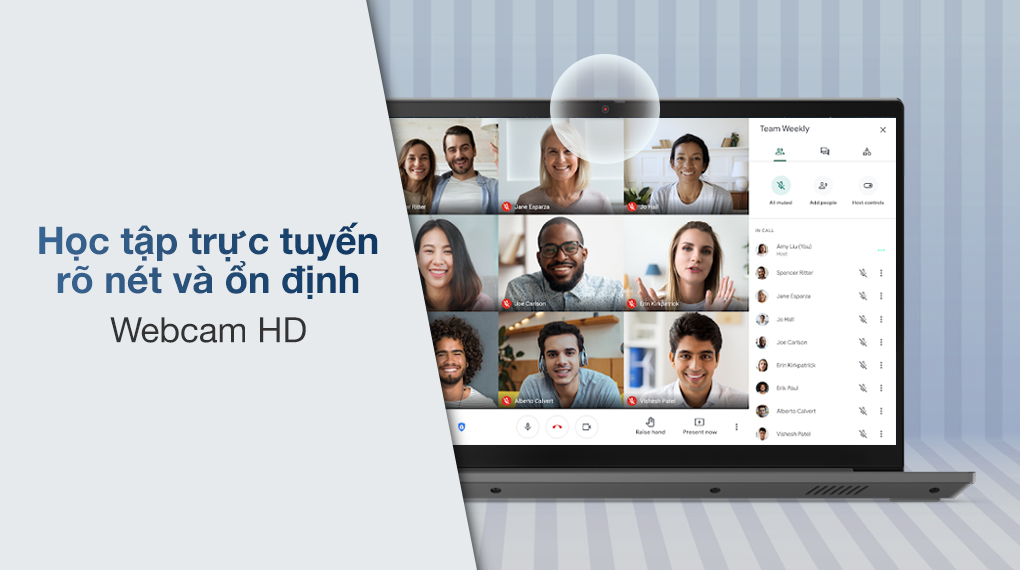 Học tập trực tuyến
rõ nét và ổn định
Webcam HD
Team Weekly
All muted
Add people
Host controls
IN CALL
Amy Liu (You)
Host
Spencer Ritter
Jane Esparza
Jo Hall
Joe Carlson
Erin Kirkpatrick
Erik Paul
Alberto Calvert
Vishesh Patel
Ritter
Jane Esparza
Jo Hall
Joe Carlson
Erin Kirkpatrick
Alberto Calvert
Vishesh Patel
Raise hand
Present now